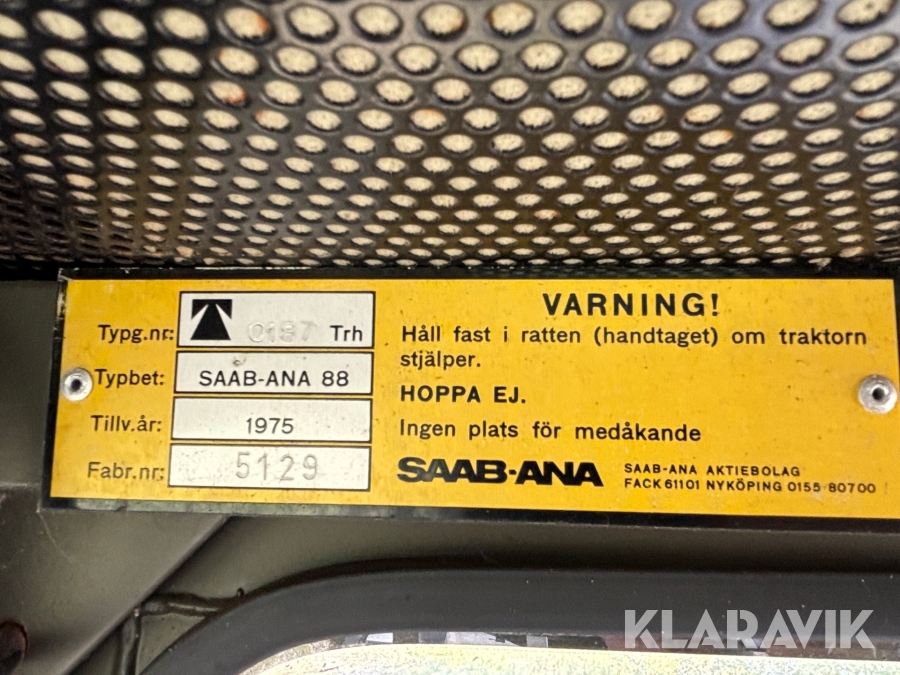 Typg.nr: 0187 Trh
Typbet: SAAB-ANA 88
Tillv.år: 1975
Fabr.nr: 5129
VARNING!
Håll fast i ratten (handtaget) om traktorn
stjälper.
HOPPA EJ.
Ingen plats för medåkande
SAAB-ANA
SAAB-ANA AKTIEBOLAG
FACK 61101 NYKÖPING 0155-80700
KLARAVIK